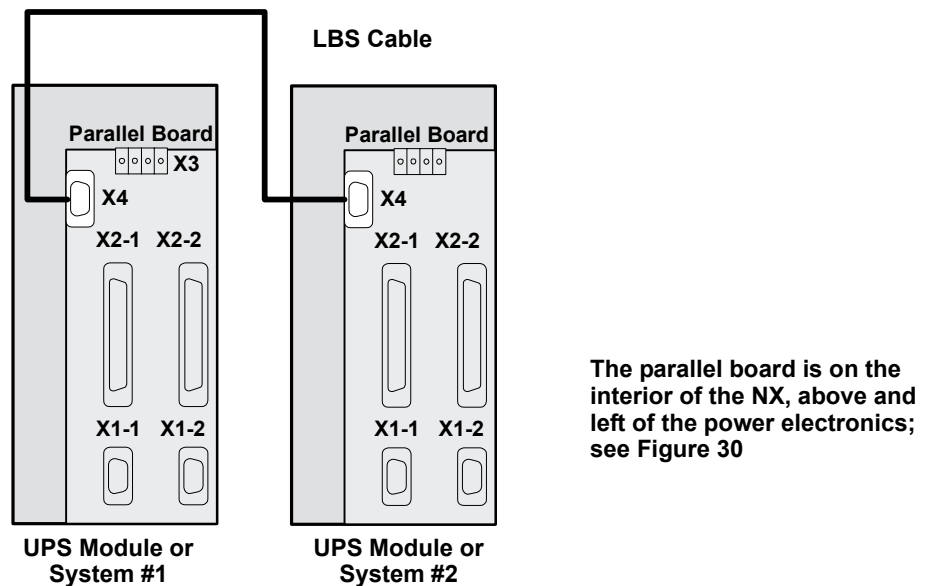 LBS Cable
Parallel Board
X3
X4
X2-1 X2-2
X1-1 X1-2
UPS Module or
System #1
Parallel Board
X4
X2-1 X2-2
X1-1 X1-2
UPS Module or
System #2
The parallel board is on the
interior of the NX, above and
left of the power electronics;
see Figure 30